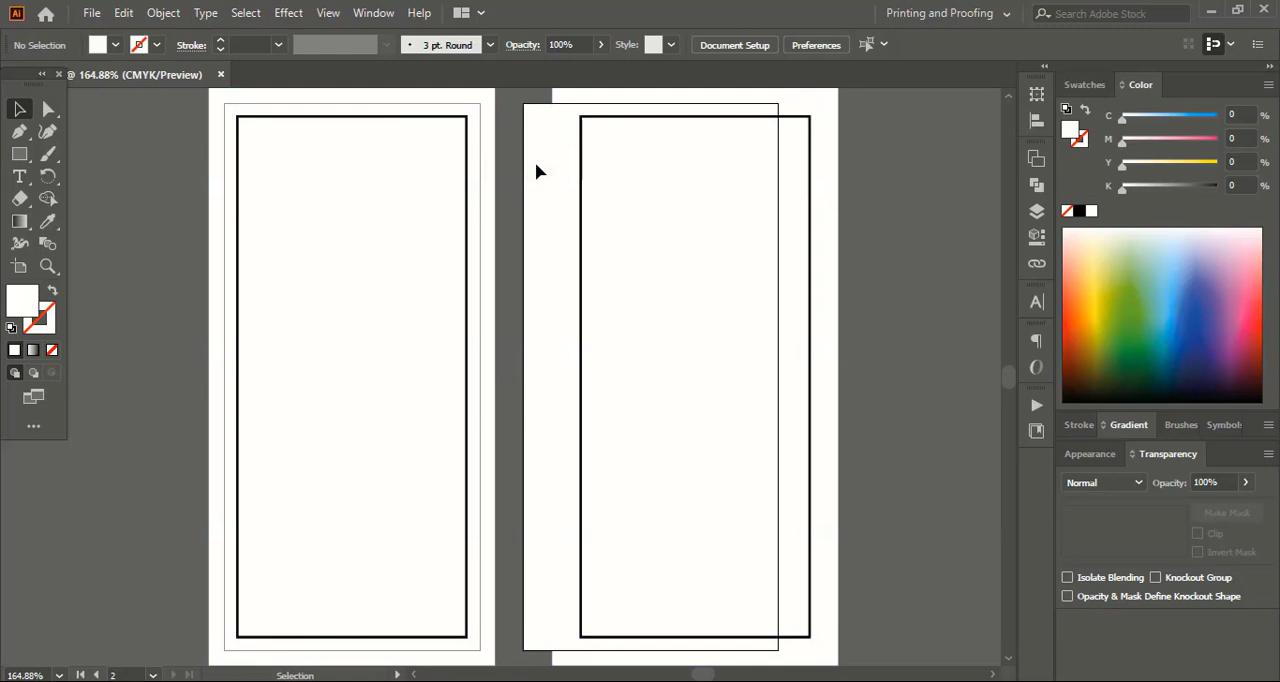 Ai File Edit Object Type Select Effect View Window Help Printing and Proofing Search Adobe Stock
No Selection Stroke: 3 pt. Round Opacity: 100% Style: Document Setup Preferences
@ 164.88% (CMYK/Preview)
Swatches Color
C 0 %
M 0 %
Y 0 %
K 0 %
Stroke Gradient Brushes Symbols
Appearance Transparency
Normal Opacity: 100%
Make Mask
Clip
Invert Mask
Isolate Blending Knockout Group
Opacity & Mask Define Knockout Shape
164.88% 2 Selection